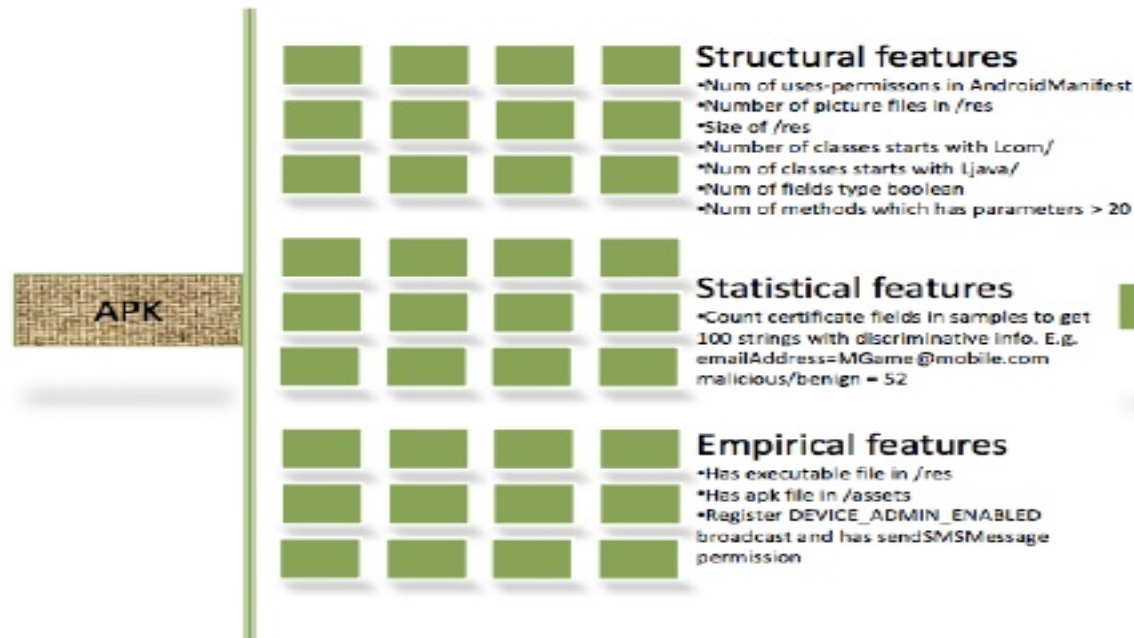 APK
Structural features
•Num of uses-permissons in AndroidManifest
•Number of picture files in /res
•Size of /res
•Number of classes starts with Lcom/
•Num of classes starts with Ljava/
•Num of fields type boolean
•Num of methods which has parameters > 20
Statistical features
•Count certificate fields in samples to get
100 strings with discriminative info. E.g.
emailAddress=MGame@mobile.com
malicious/benign = 52
Empirical features
•Has executable file in /res
•Has apk file in /assets
•Register DEVICE_ADMIN_ENABLED
broadcast and has sendSMSMessage
permission